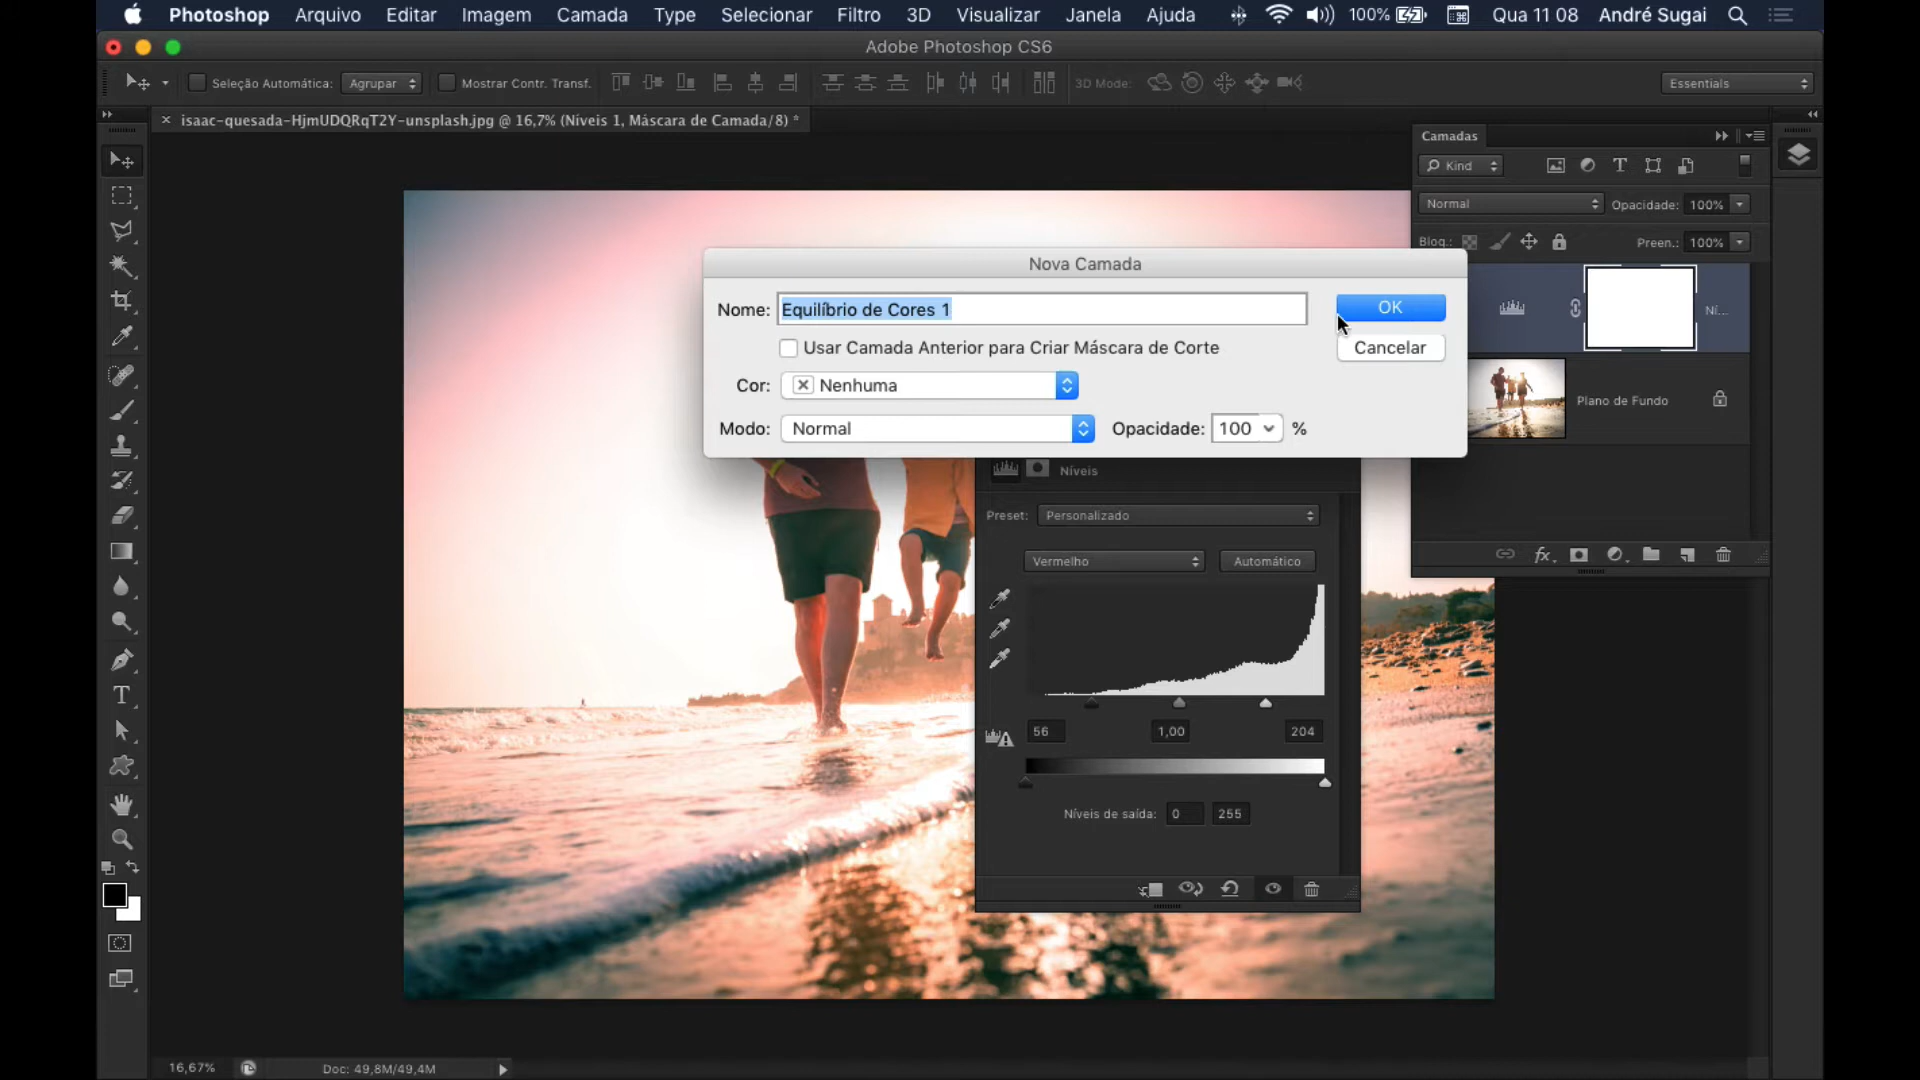 Photoshop Arquivo Editar Imagem Camada Type Selecionar Filtro 3D Visualizar Janela Ajuda 100% Qua 11 08 André Sugai
Adobe Photoshop CS6
Seleção Automática: Agrupar Mostrar Contr. Transf. 3D Mode: Essentials
× isaac-quesada-HjmUDQRqT2Y-unsplash.jpg @ 16,7% (Níveis 1, Máscara de Camada/8) *
Camadas
Kind
Normal Opacidade: 100%
Bloq.: Preen.: 100%
Ní...
Plano de Fundo
Nova Camada
Nome: Equilíbrio de Cores 1 OK
Usar Camada Anterior para Criar Máscara de Corte Cancelar
Cor: Nenhuma
Modo: Normal Opacidade: 100 %
Níveis
Preset: Personalizado
Vermelho Automático
56 1,00 204
Níveis de saída: 0 255
T
fx
16,67% Doc: 49,8M/49,4M